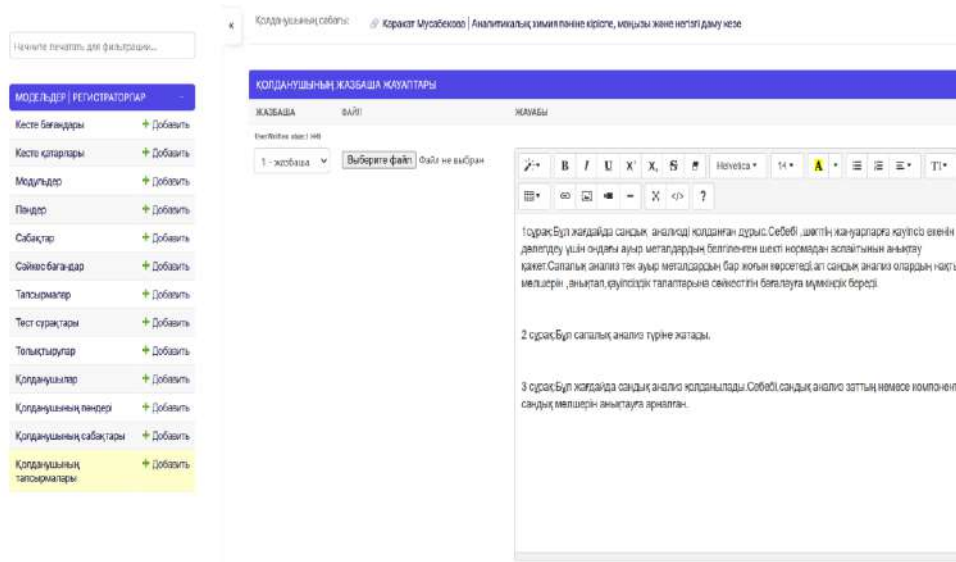 «
Қолданушының сабағы: Каракат Мусабекова | Аналитикалық химия пәніне кіріспе, маңызы және негізгі даму кезе
Начните печатать для фильтрации...
ҚОЛДАНУШЫНЫҢ ЖАЗБАША ЖАУАПТАРЫ
МОДЕЛЬДЕР | РЕГИСТРАТОРЛАР –
ЖАЗБАША ФАЙЛ ЖАУАБЫ
Кесте бағандары + Добавить
Кесте қатарлары + Добавить
Модульдер + Добавить
Пәндер + Добавить
Сабақтар + Добавить
Сәйкес бағандар + Добавить
Тапсырмалар + Добавить
Тест сұрақтары + Добавить
Толықтырулар + Добавить
Қолданушылар + Добавить
Қолданушының пәндері + Добавить
Қолданушының сабақтары + Добавить
Қолданушының
тапсырмалары + Добавить
1 - жазбаша Выберите файл Файл не выбран
B I U X X S Helvetica 14 A TI
X </> ?
1сұрақ:Бұл жағдайда сандық анализді қолданған дұрыс.Себебі ,шөптің жануарларға қауіпсіз екенін
дәлелдеу үшін ондағы ауыр металдардың белгіленген шекті нормадан аспайтынын анықтау
қажет.Сапалық анализ тек ауыр металдардың бар жоғын көрсетеді,ал сандық анализ олардың нақты
мөлшерін ,анықтап,қауіпсіздік талаптарына сәйкестігін бағалауға мүмкіндік береді.
2 сұрақ:Бұл сапалық анализ түріне жатады.
3 сұрақ:Бұл жағдайда сандық анализ қолданылады.Себебі,сандық анализ заттың немесе компонент
сандық мөлшерін анықтауға арналған.